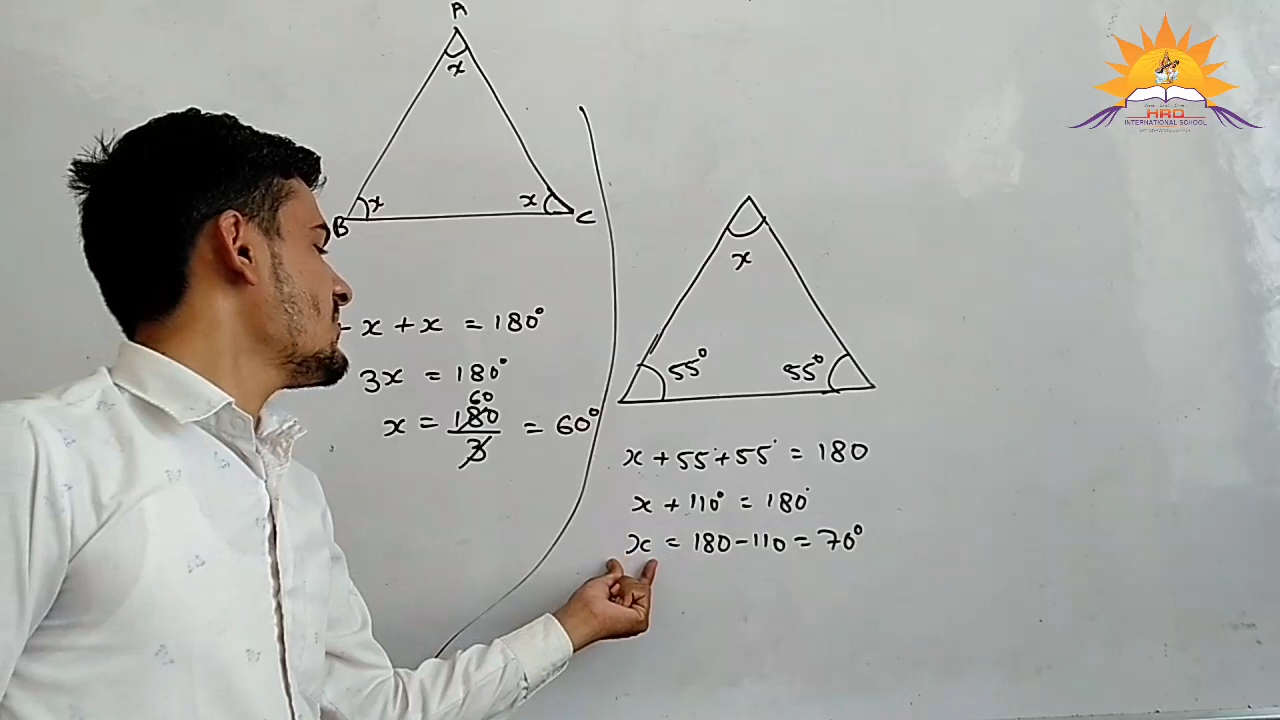 A
x
x
x
B
C
- x + x = 180°
3x = 180°
60
x = 180/3 = 60°
x
55°
55°
x + 55 + 55° = 180
x + 110° = 180°
x = 180 - 110 = 70°
HRD
INTERNATIONAL SCHOOL